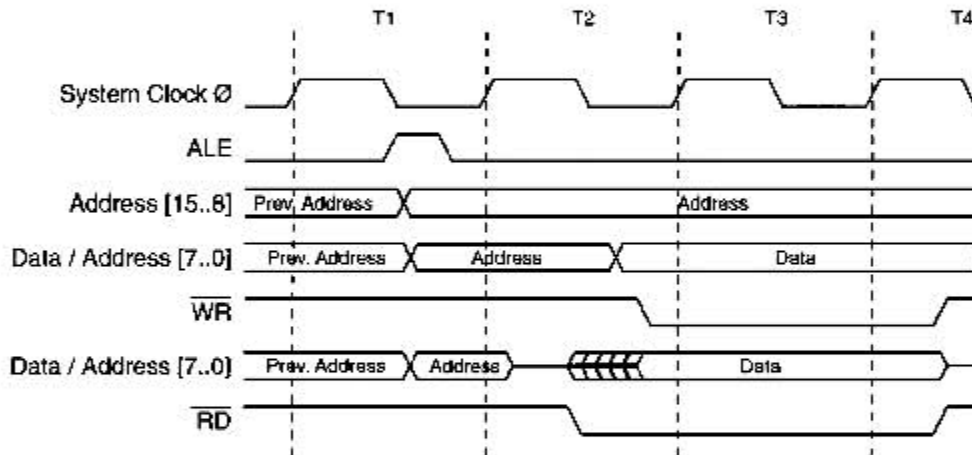 T1 T2 T3 T4
System Clock Ø
ALE
Address [15..8] Prev. Address Address
Data / Address [7..0] Prev. Address Address Data
WR
Data / Address [7..0] Prev. Address Address Data
RD